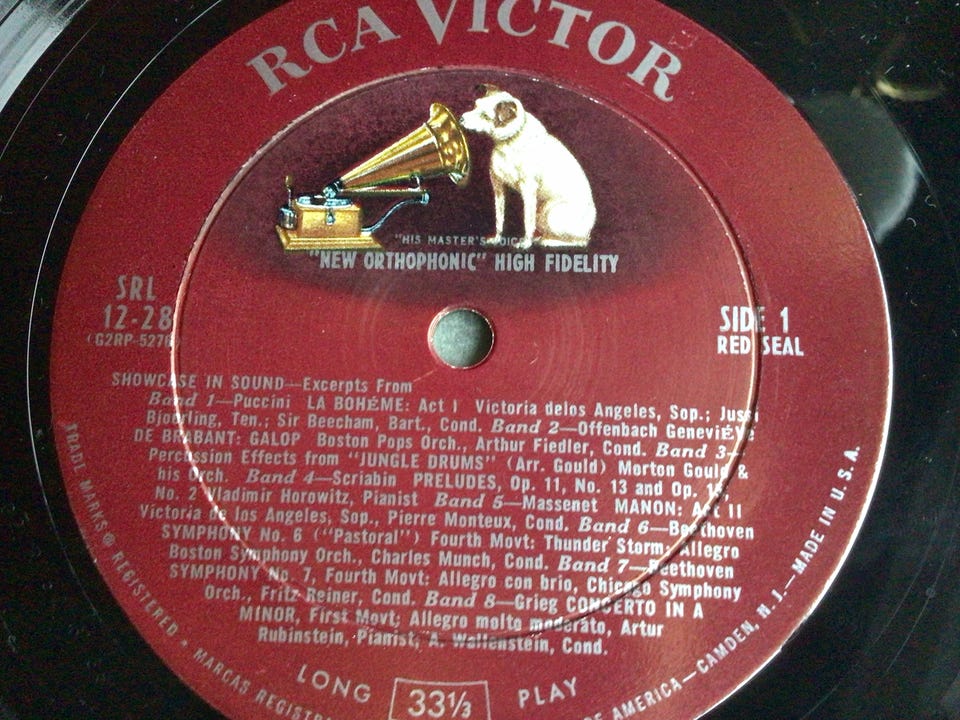 RCA VICTOR
"HIS MASTER'S VOICE"
"NEW ORTHOPHONIC" HIGH FIDELITY
SRL
12-28
(G2RP-5276)
SIDE 1
RED SEAL
SHOWCASE IN SOUND—Excerpts From
Band 1—Puccini LA BOHÉME: Act I Victoria delos Angeles, Sop.; Jussi
Bjoerling, Ten.; Sir Beecham, Bart., Cond. Band 2—Offenbach GeneviÉVE
DE BRABANT: GALOP Boston Pops Orch., Arthur Fiedler, Cond. Band 3—
Percussion Effects from "JUNGLE DRUMS" (Arr. Gould) Morton Gould &
his Orch. Band 4—Scriabin PRELUDES, Op. 11, No. 13 and Op. 15,
No. 2 Vladimir Horowitz, Pianist Band 5—Massenet MANON: Act II
Victoria de los Angeles, Sop., Pierre Monteux, Cond. Band 6—Beethoven
SYMPHONY No. 6 ("Pastoral") Fourth Movt: Thunder Storm; Allegro
Boston Symphony Orch., Charles Munch, Cond. Band 7—Beethoven
SYMPHONY No. 7, Fourth Movt: Allegro con brio, Chicago Symphony
Orch., Fritz Reiner, Cond. Band 8—Grieg CONCERTO IN A
MINOR, First Movt; Allegro molto moderato, Artur
Rubinstein, Pianist, A. Wallenstein, Cond.
LONG 33⅓ PLAY
TRADE MARKS ® REGISTERED • MARCAS REGISTR
OF AMERICA—CAMDEN, N. J.—MADE IN U. S. A.